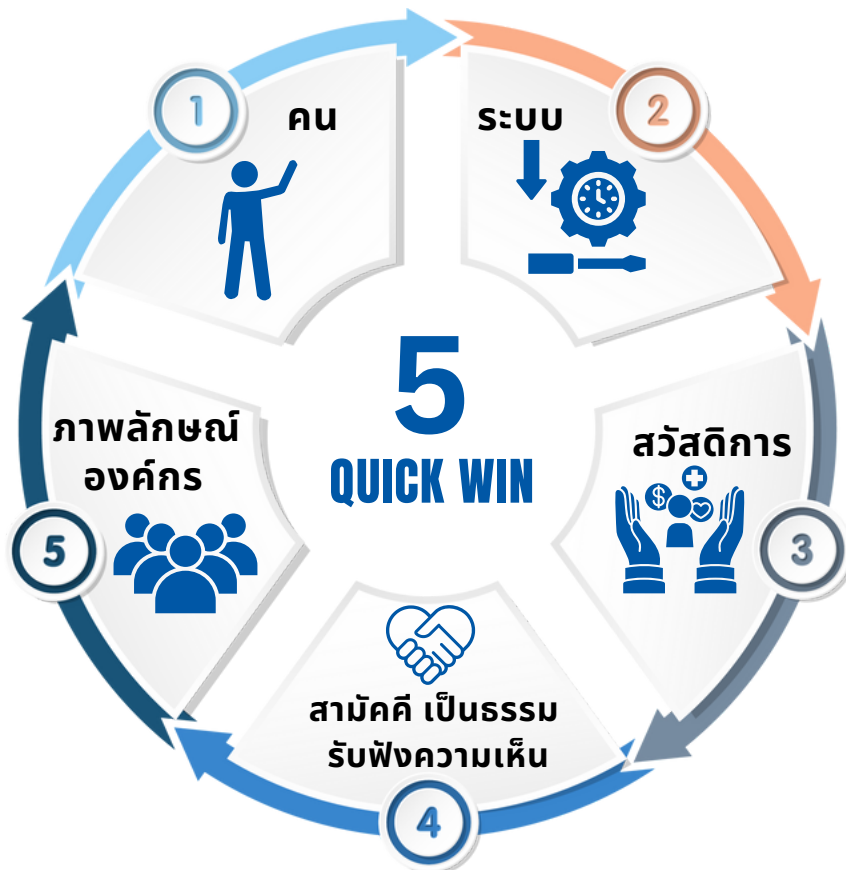 1
คน
ระบบ
2
5
QUICK WIN
สวัสดิการ
3
สามัคคี เป็นธรรม
รับฟังความเห็น
4
ภาพลักษณ์
องค์กร
5
$